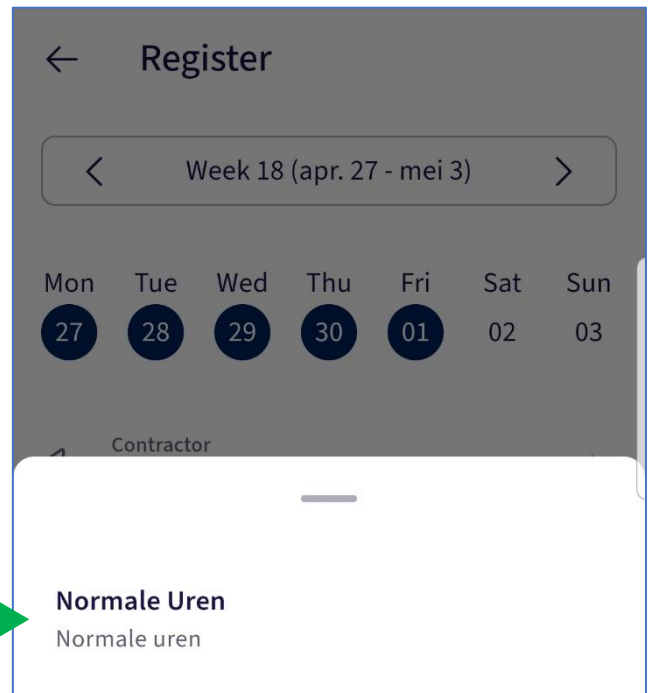 Register
Week 18 (apr. 27 - mei 3)
Mon Tue Wed Thu Fri Sat Sun
27 28 29 30 01 02 03
Contractor
Normale Uren
Normale uren